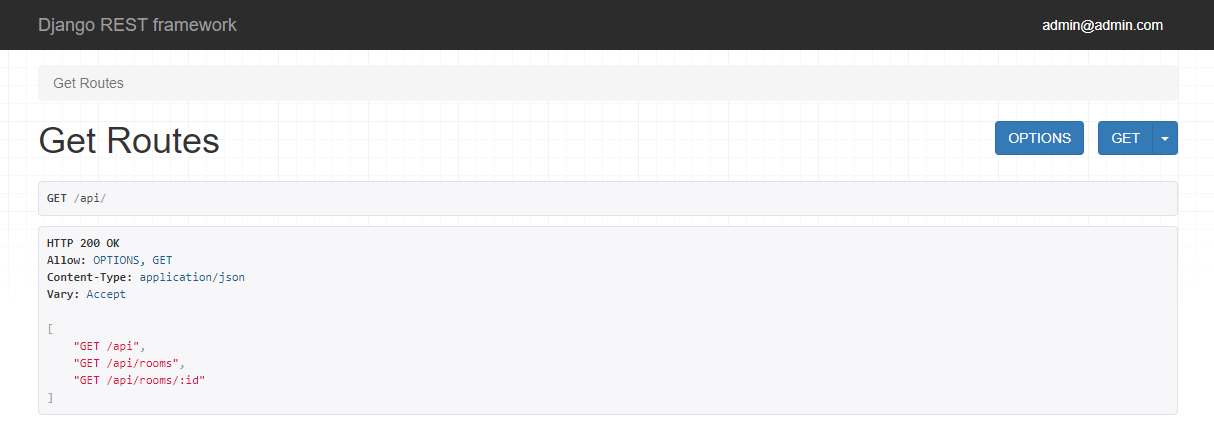 Django REST framework
admin@admin.com
Get Routes
Get Routes
OPTIONS
GET
GET /api/
HTTP 200 OK
Allow: OPTIONS, GET
Content-Type: application/json
Vary: Accept
[
    "GET /api",
    "GET /api/rooms",
    "GET /api/rooms/:id"
]